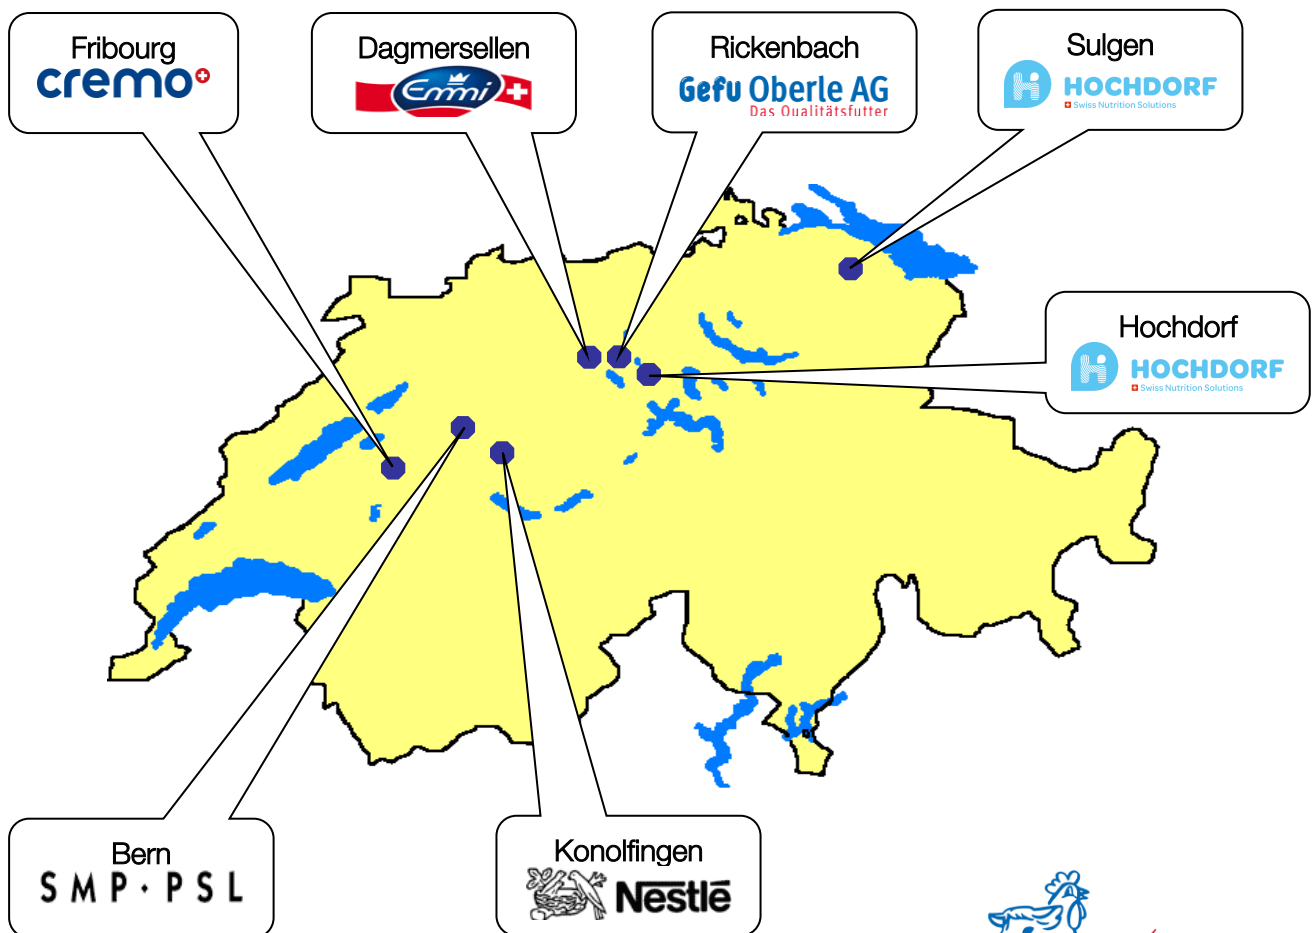 Fribourg
cremo
Dagmersellen
Emmi
Rickenbach
Gefu Oberle AG
Das Qualitätsfutter
Sulgen
HOCHDORF
Swiss Nutrition Solutions
Hochdorf
HOCHDORF
Swiss Nutrition Solutions
Bern
SMP·PSL
Konolfingen
Nestlé